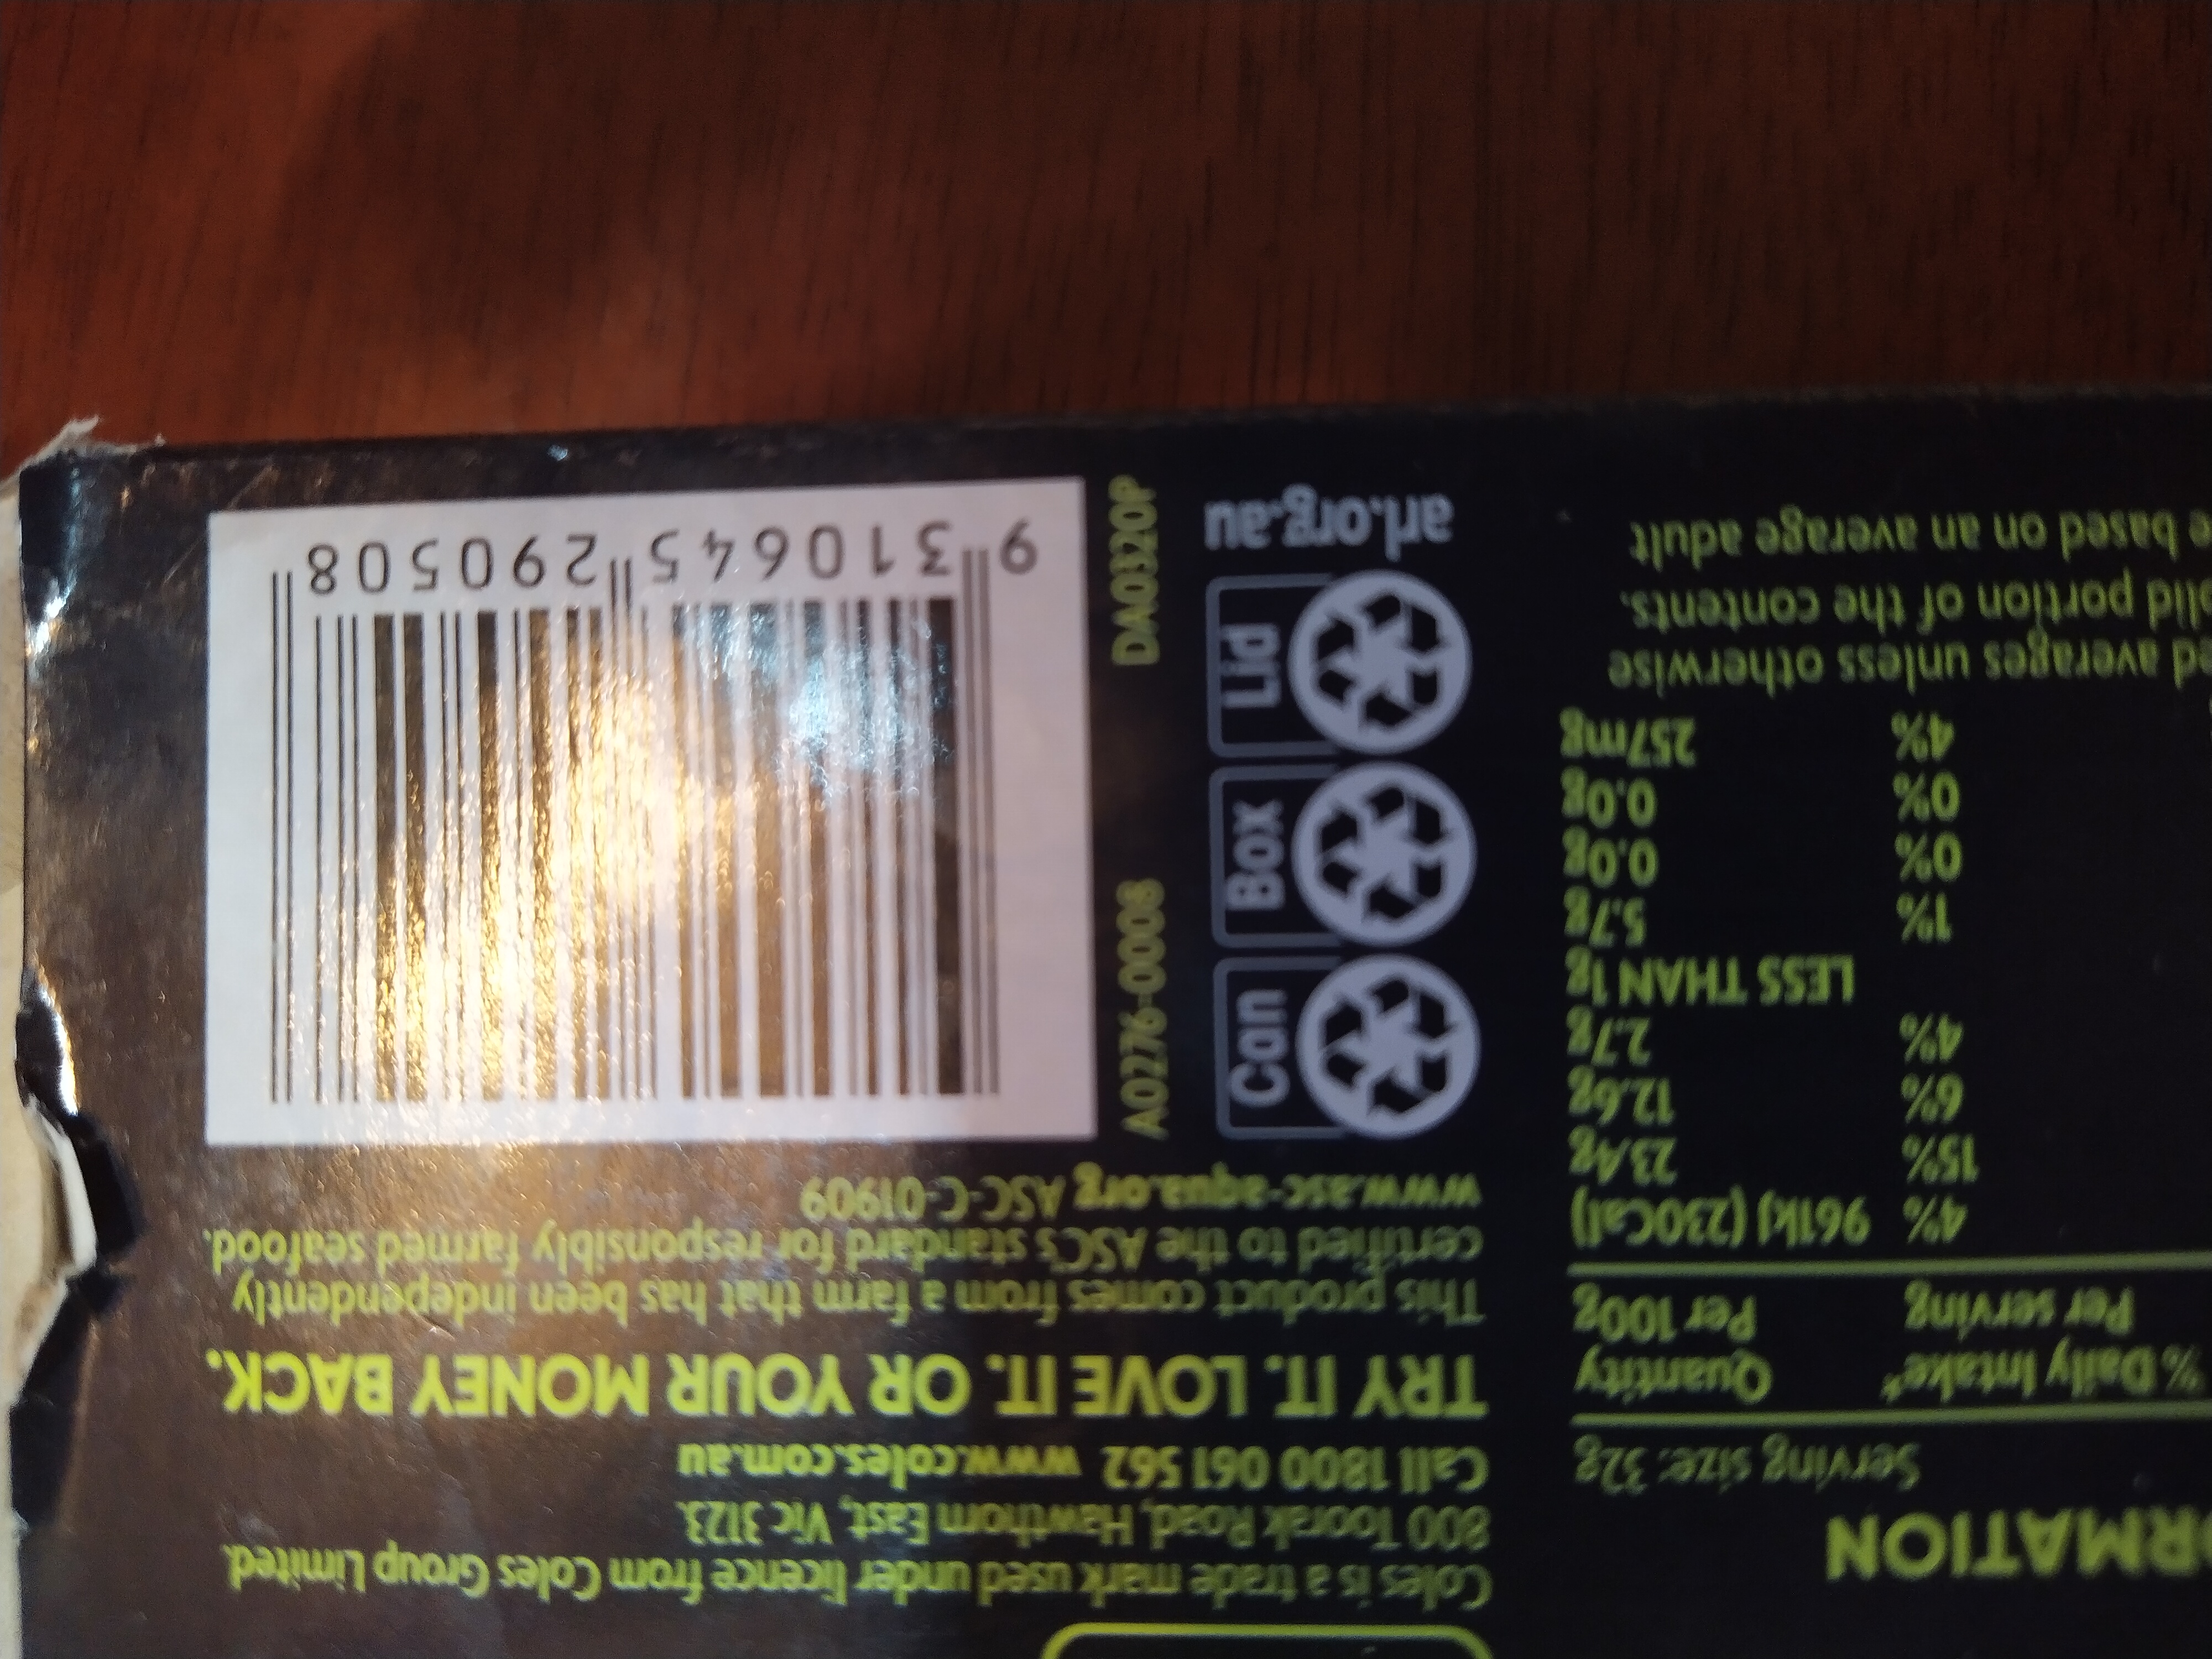 Coles is a trade mark used under licence from Coles Group Limited.
800 Toorak Road, Hawthorn East, Vic 3123.
Call 1800 061 562 www.coles.com.au
TRY IT. LOVE IT. OR YOUR MONEY BACK.
This product comes from a farm that has been independently
certified to the ASC's standard for responsibly farmed seafood.
www.asc-aqua.org ASC-C-01909
A0276-0008
DA0320P
9 310645 290508
Can
Box
Lid
arl.org.au
ORMATION
Serving size: 32g
% Daily Intake* Quantity
Per serving Per 100g
4% 961kJ (230Cal)
15% 23.4g
6% 12.6g
4% 2.7g
LESS THAN 1g
1% 5.7g
0% 0.0g
0% 0.0g
4% 257mg
ed averages unless otherwise
olid portion of the contents.
e based on an average adult